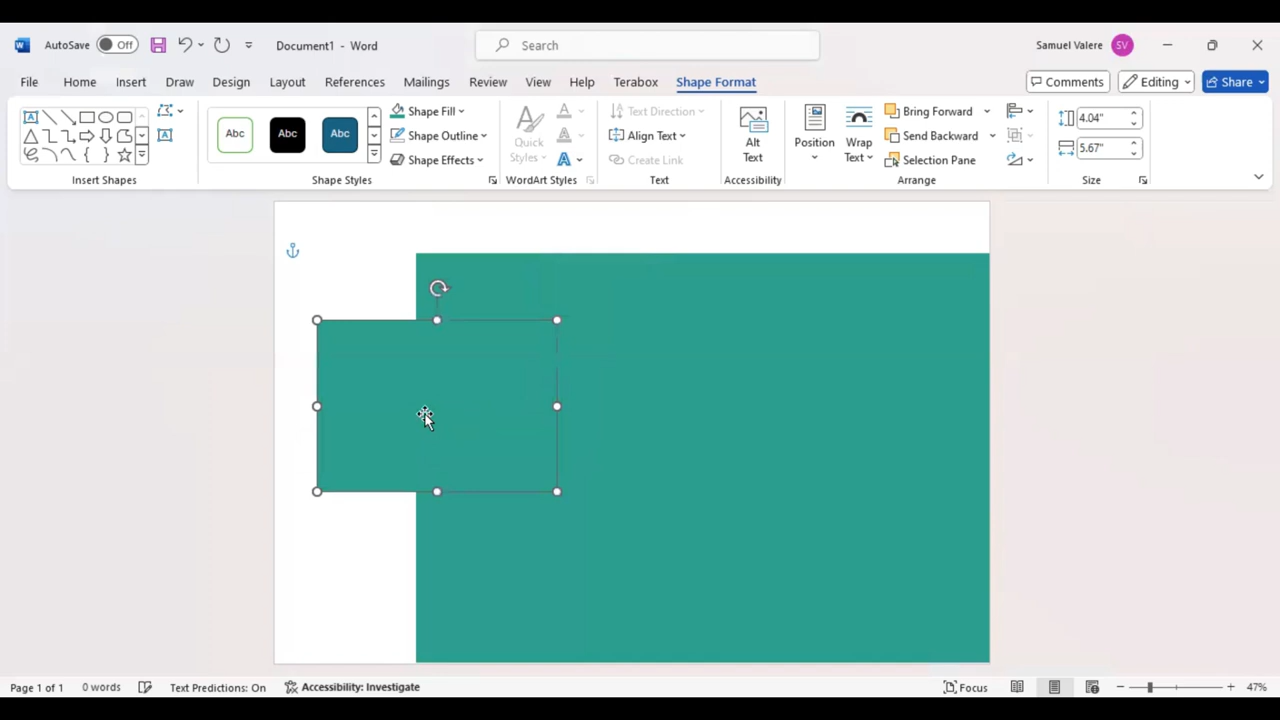 AutoSave Off Document1 - Word Search Samuel Valere SV
File Home Insert Draw Design Layout References Mailings Review View Help Terabox Shape Format Comments Editing Share
Abc Abc Abc
Shape Fill
Shape Outline
Shape Effects
Quick
Styles
A
A
A
Text Direction
Align Text
Create Link
Alt
Text
Position
Wrap
Text
Bring Forward
Send Backward
Selection Pane
4.04"
5.67"
Insert Shapes Shape Styles WordArt Styles Text Accessibility Arrange Size
Page 1 of 1 0 words Text Predictions: On Accessibility: Investigate Focus 47%